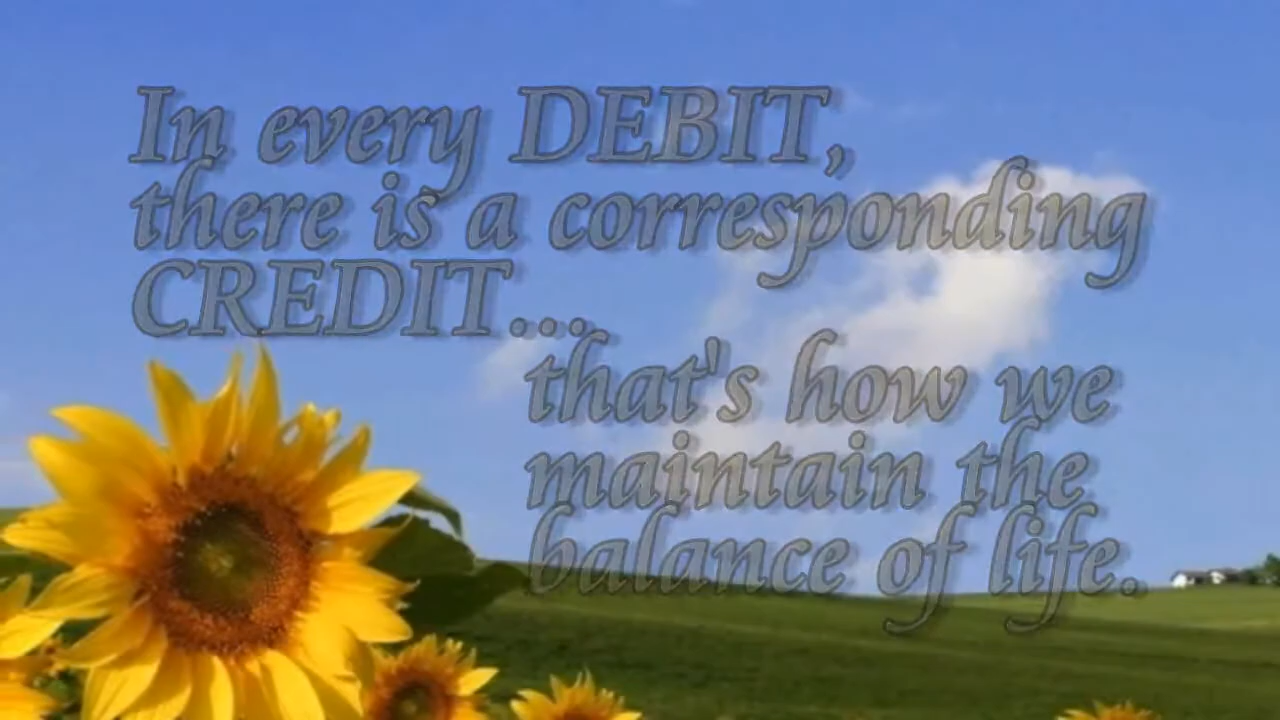 In every DEBIT,
there is a corresponding
CREDIT...
that's how we
maintain the
balance of life.